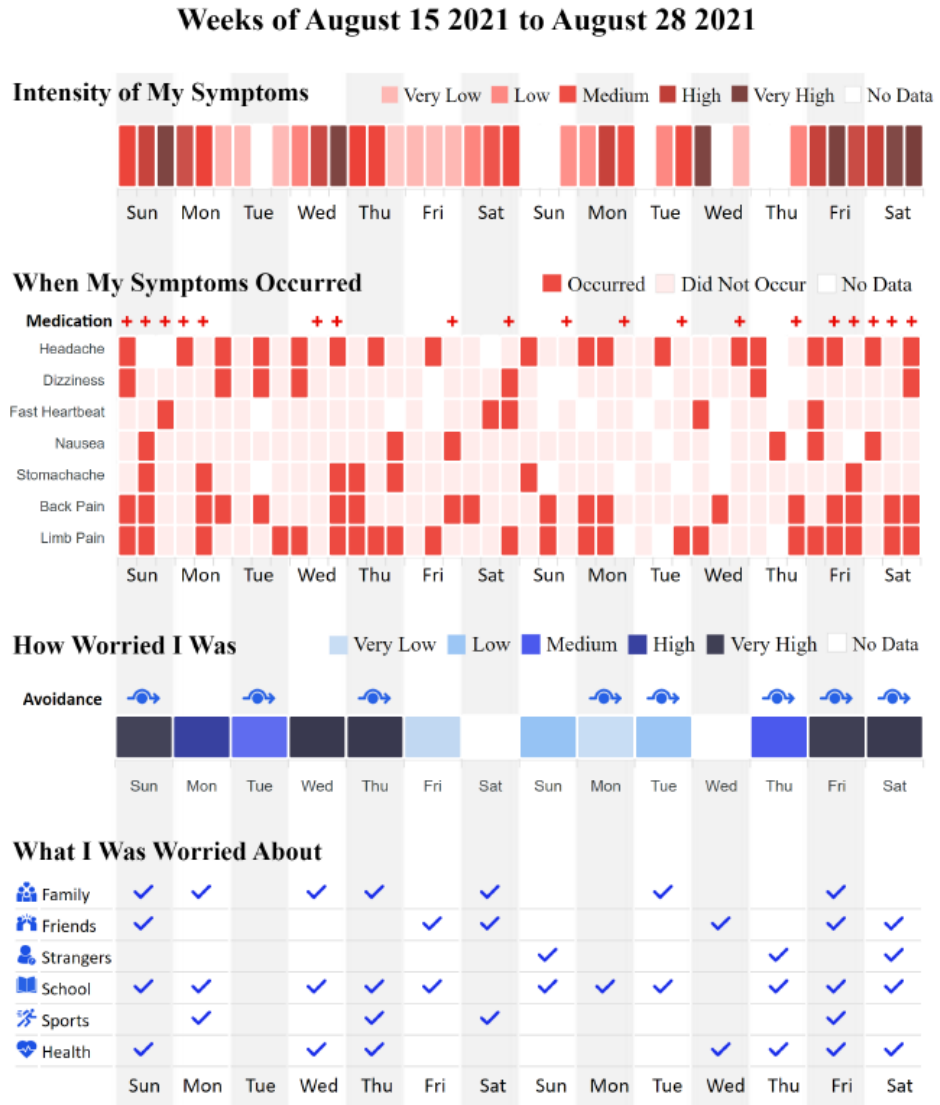 Weeks of August 15 2021 to August 28 2021
Intensity of My Symptoms Very Low Low Medium High Very High No Data
Sun Mon Tue Wed Thu Fri Sat Sun Mon Tue Wed Thu Fri Sat
When My Symptoms Occurred Occurred Did Not Occur No Data
Medication
Headache
Dizziness
Fast Heartbeat
Nausea
Stomachache
Back Pain
Limb Pain
Sun Mon Tue Wed Thu Fri Sat Sun Mon Tue Wed Thu Fri Sat
How Worried I Was Very Low Low Medium High Very High No Data
Avoidance
Sun Mon Tue Wed Thu Fri Sat Sun Mon Tue Wed Thu Fri Sat
What I Was Worried About
Family
Friends
Strangers
School
Sports
Health
Sun Mon Tue Wed Thu Fri Sat Sun Mon Tue Wed Thu Fri Sat